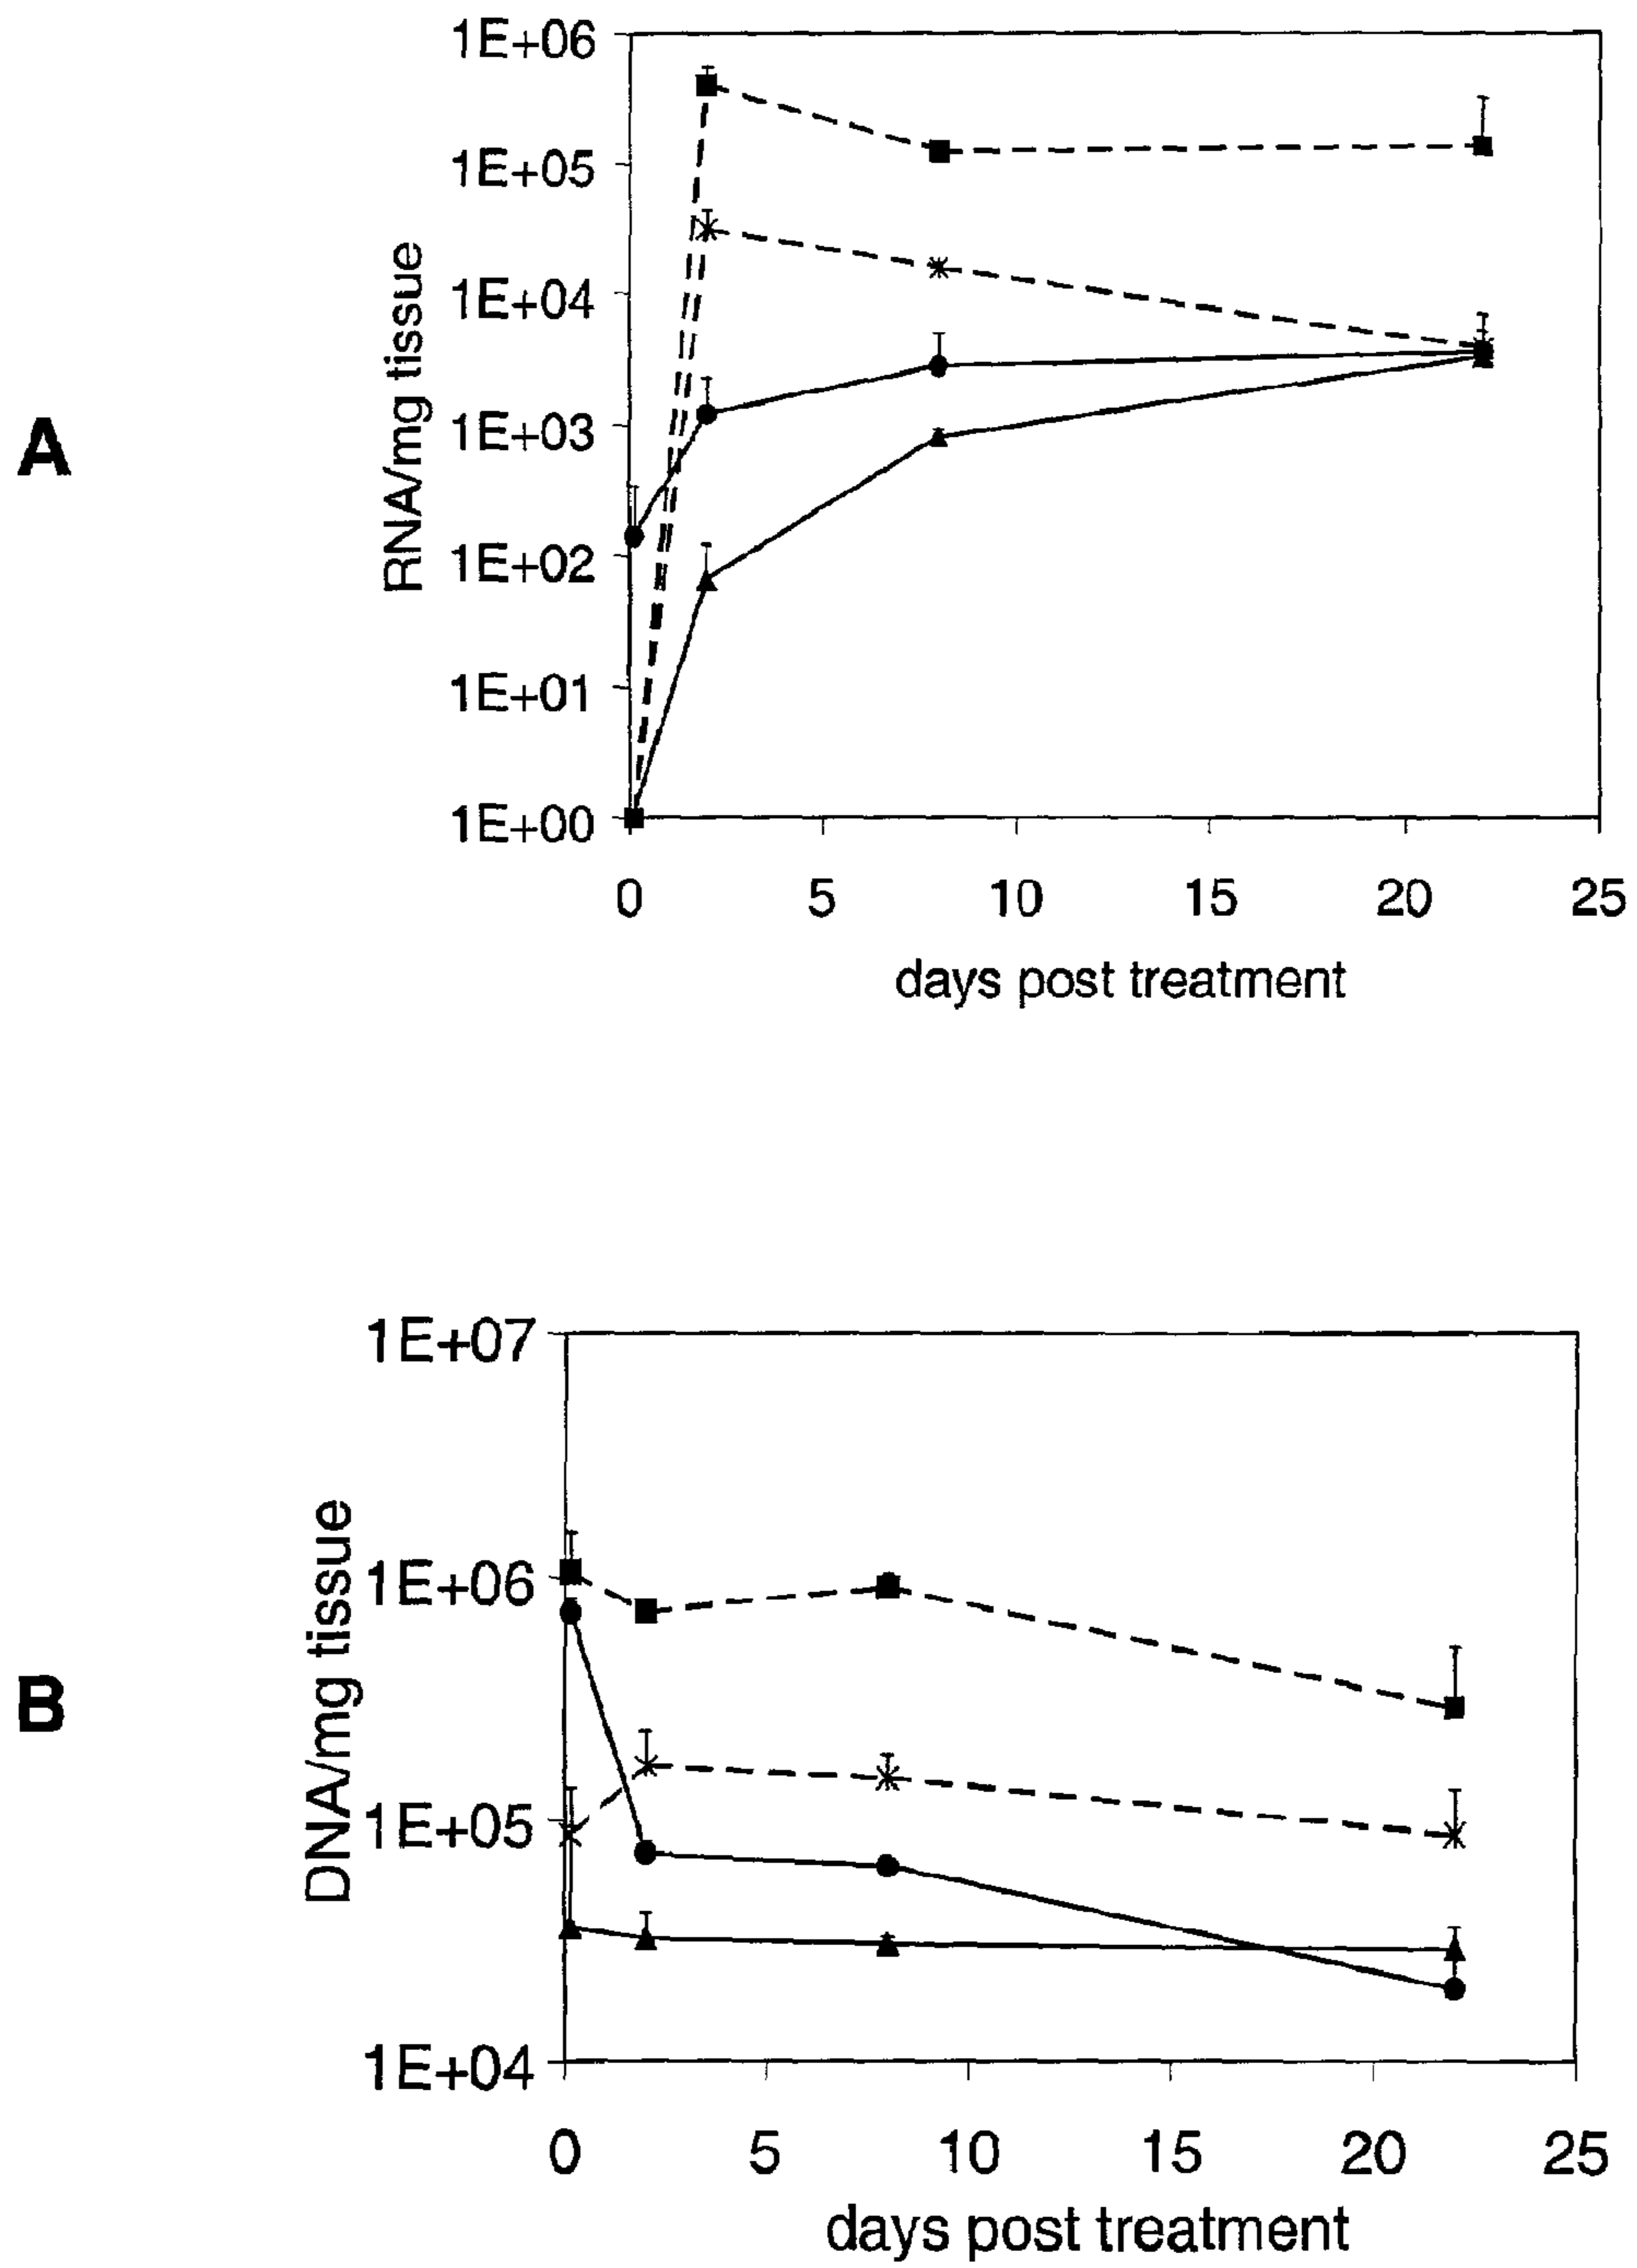 A
RNA/mg tissue
1E+06
1E+05
1E+04
1E+03
1E+02
1E+01
1E+00
0 5 10 15 20 25
days post treatment
B
DNA/mg tissue
1E+07
1E+06
1E+05
1E+04
0 5 10 15 20 25
days post treatment